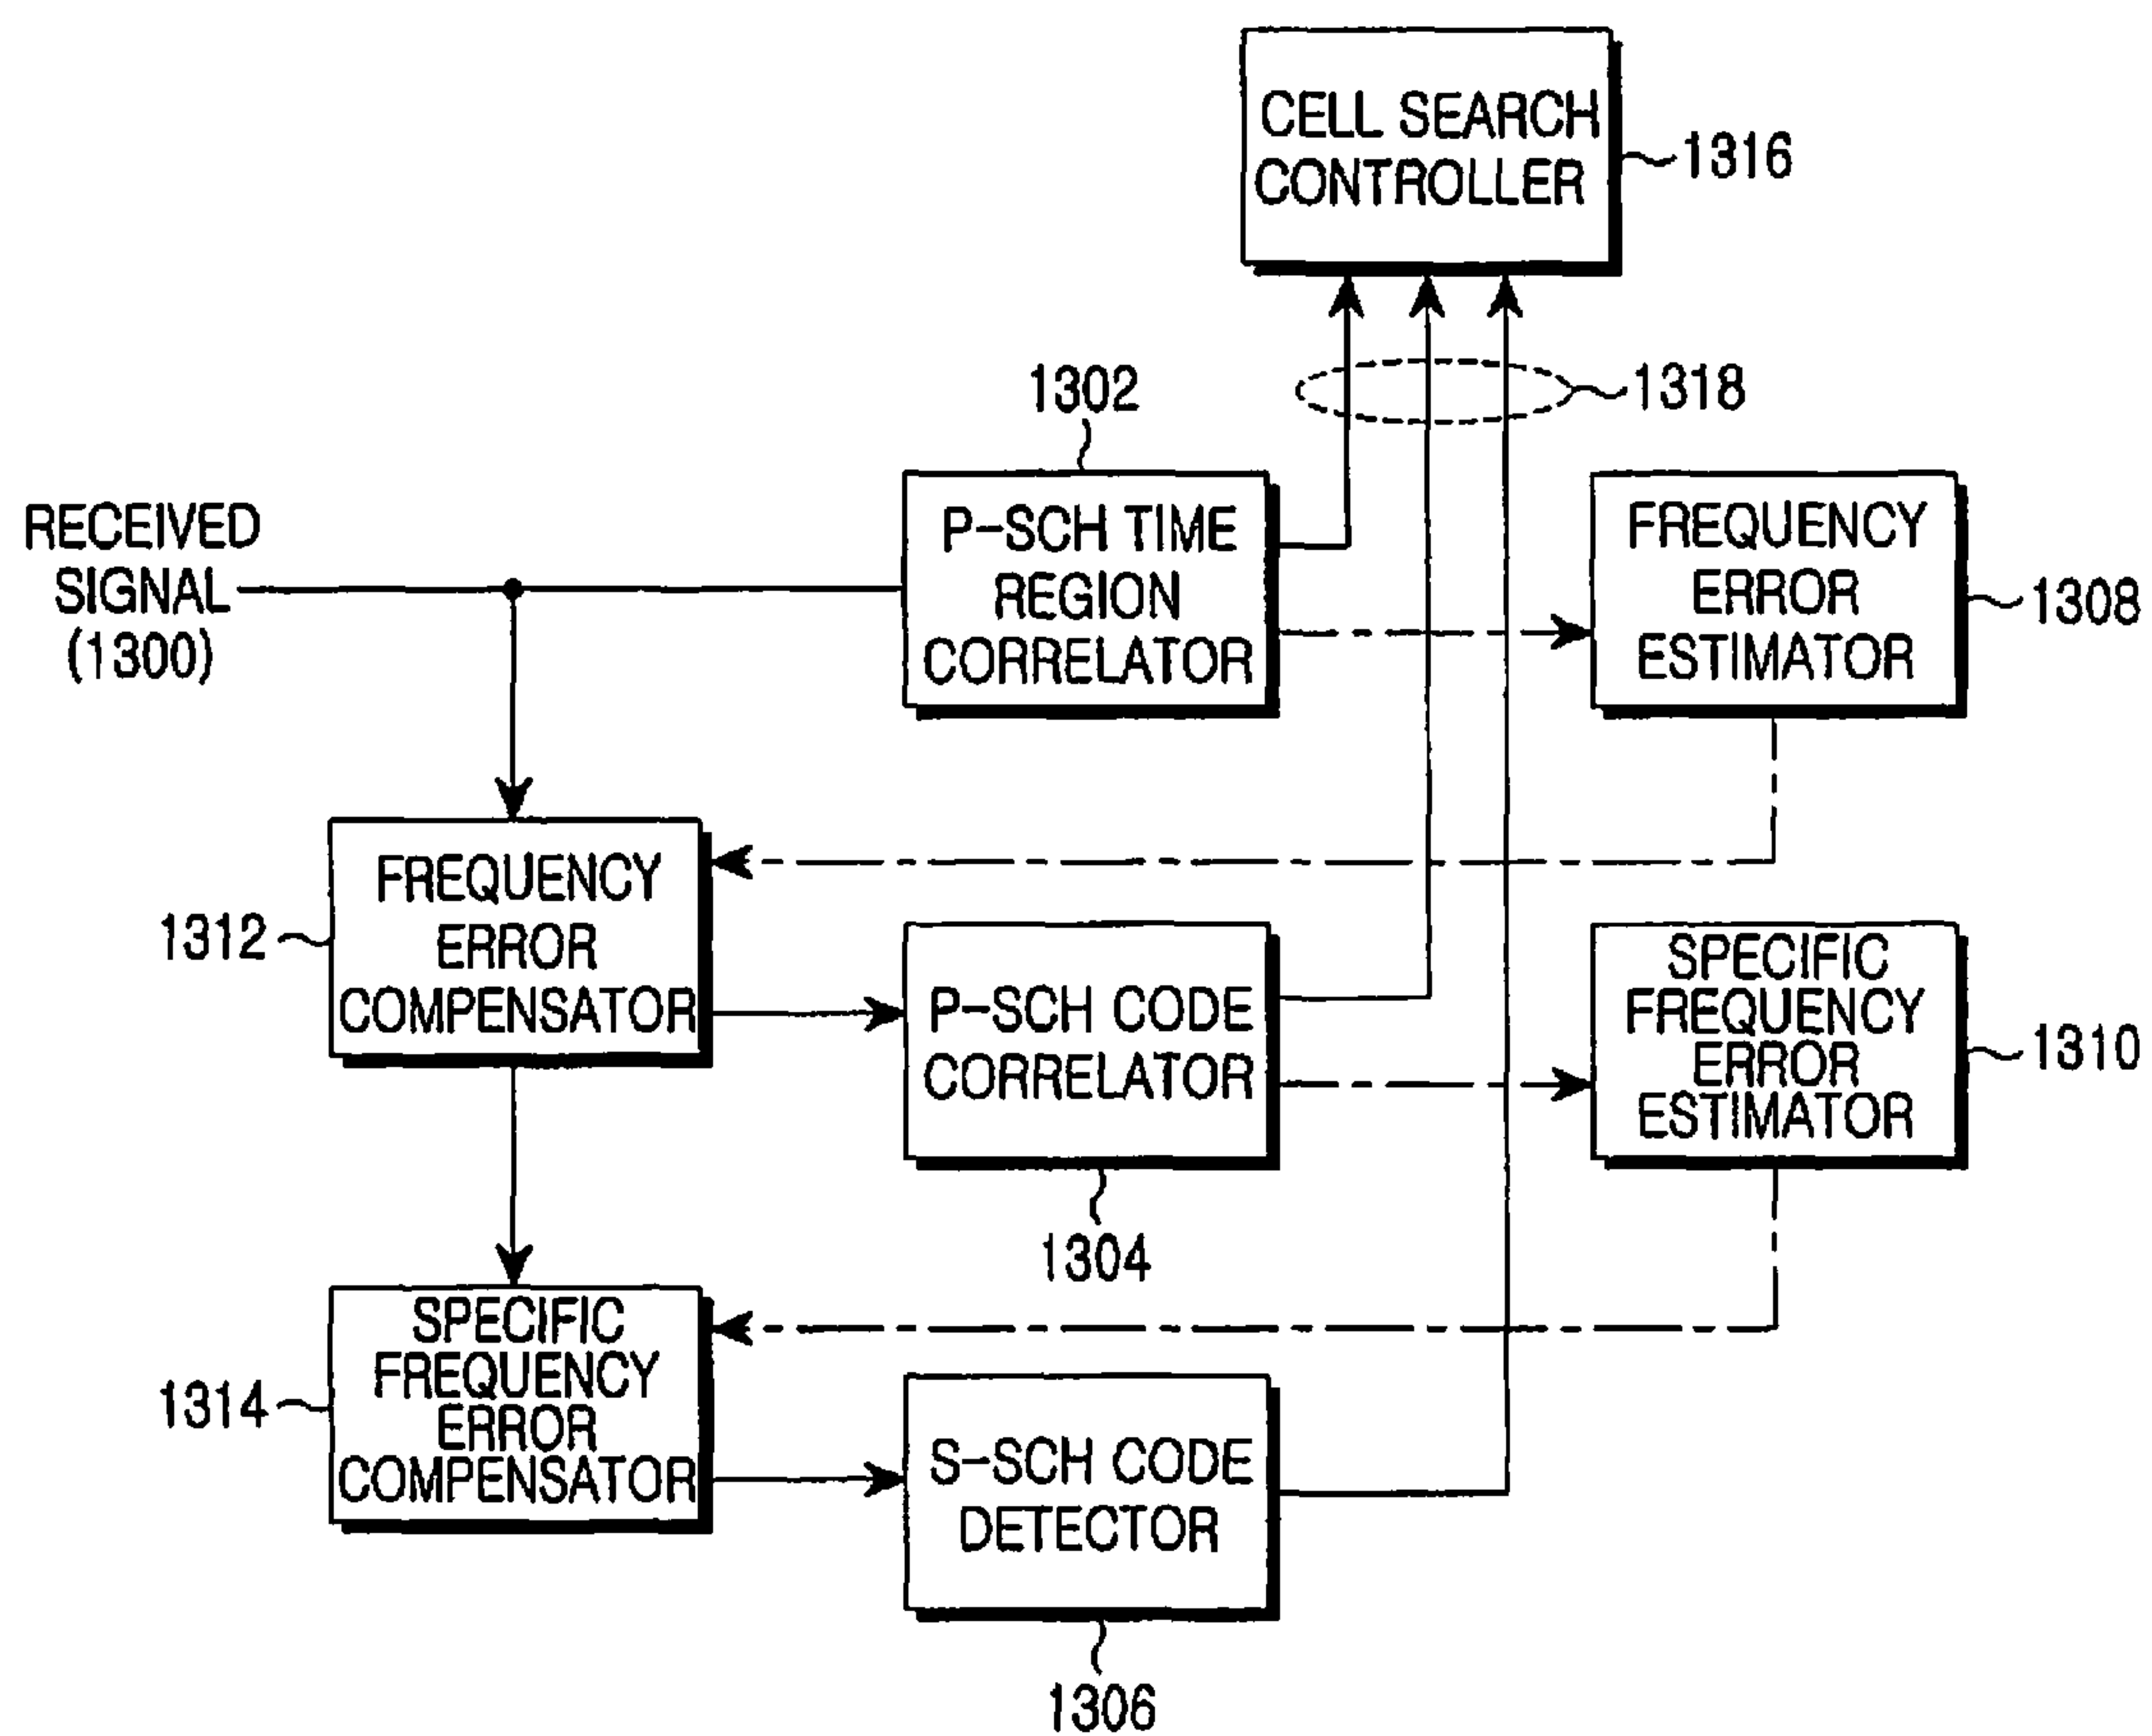 CELL SEARCH
CONTROLLER
1316
1318
1302
RECEIVED
SIGNAL
(1300)
P-SCH TIME
REGION
CORRELATOR
FREQUENCY
ERROR
ESTIMATOR
1308
1312
FREQUENCY
ERROR
COMPENSATOR
P-SCH CODE
CORRELATOR
1304
SPECIFIC
FREQUENCY
ERROR
ESTIMATOR
1310
1314
SPECIFIC
FREQUENCY
ERROR
COMPENSATOR
S-SCH CODE
DETECTOR
1306